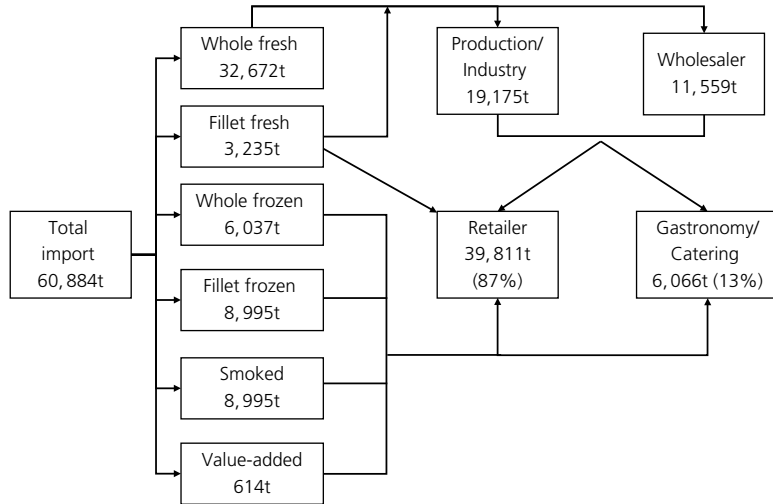 Whole fresh
32,672t
Production/
Industry
19,175t
Wholesaler
11,559t
Fillet fresh
3,235t
Whole frozen
6,037t
Total
import
60,884t
Retailer
39,811t
(87%)
Gastronomy/
Catering
6,066t (13%)
Fillet frozen
8,995t
Smoked
8,995t
Value-added
614t